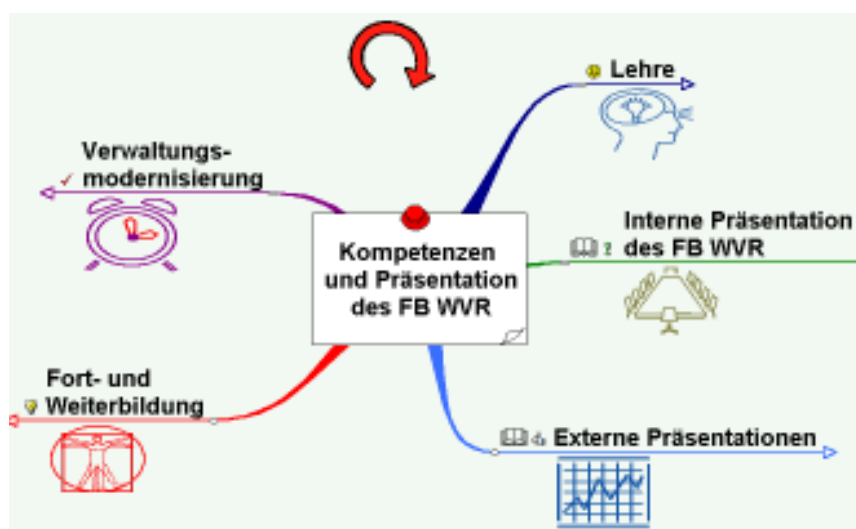 Lehre
Verwaltungs-
modernisierung
Interne Präsentation
des FB WVR
Kompetenzen
und Präsentation
des FB WVR
Fort- und
Weiterbildung
Externe Präsentationen